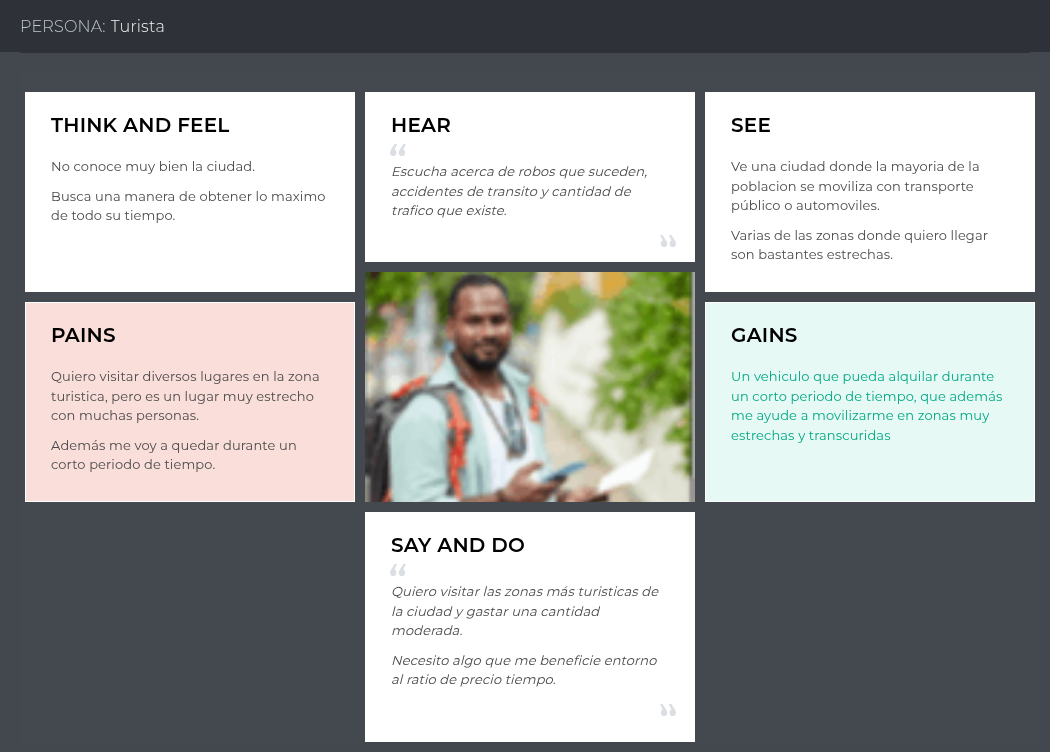 PERSONA: Turista
THINK AND FEEL
No conoce muy bien la ciudad.
Busca una manera de obtener lo maximo
de todo su tiempo.
HEAR
“
Escucha acerca de robos que suceden,
accidentes de transito y cantidad de
trafico que existe.
”
SEE
Ve una ciudad donde la mayoria de la
poblacion se moviliza con transporte
público o automoviles.
Varias de las zonas donde quiero llegar
son bastantes estrechas.
PAINS
Quiero visitar diversos lugares en la zona
turistica, pero es un lugar muy estrecho
con muchas personas.
Además me voy a quedar durante un
corto periodo de tiempo.
GAINS
Un vehiculo que pueda alquilar durante
un corto periodo de tiempo, que además
me ayude a movilizarme en zonas muy
estrechas y transcuridas
SAY AND DO
“
Quiero visitar las zonas más turisticas de
la ciudad y gastar una cantidad
moderada.
Necesito algo que me beneficie entorno
al ratio de precio tiempo.
”